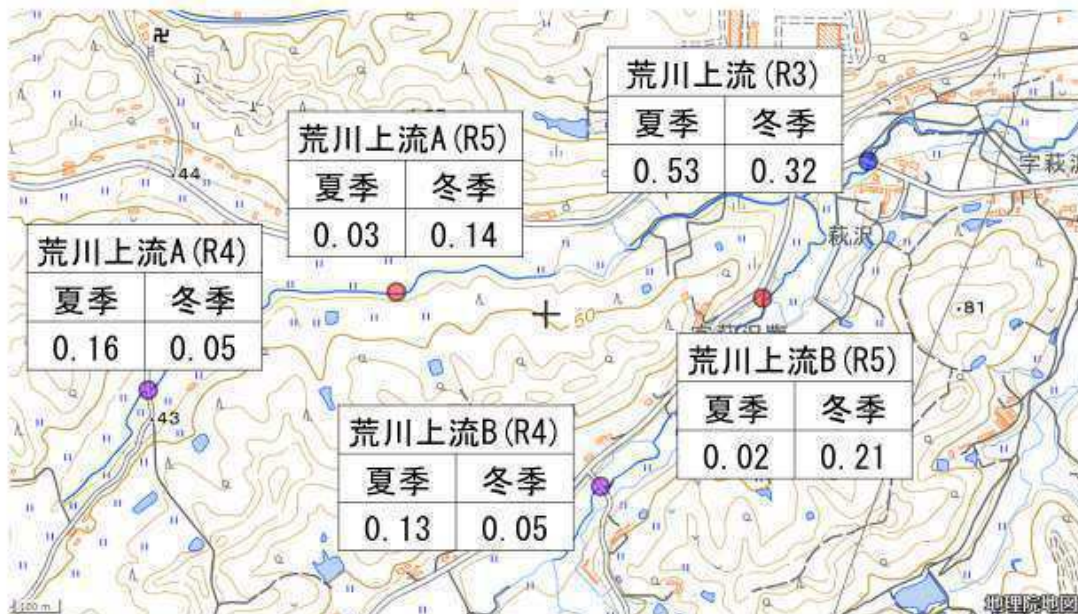 荒川上流(R3)
夏季 冬季
0.53 0.32
荒川上流A(R5)
夏季 冬季
0.03 0.14
・44
字萩沢
萩沢
荒川上流A(R4)
夏季 冬季
0.16 0.05
50
・81
荒川上流B(R5)
夏季 冬季
0.02 0.21
・43
荒川上流B(R4)
夏季 冬季
0.13 0.05
100 m
地理院地図